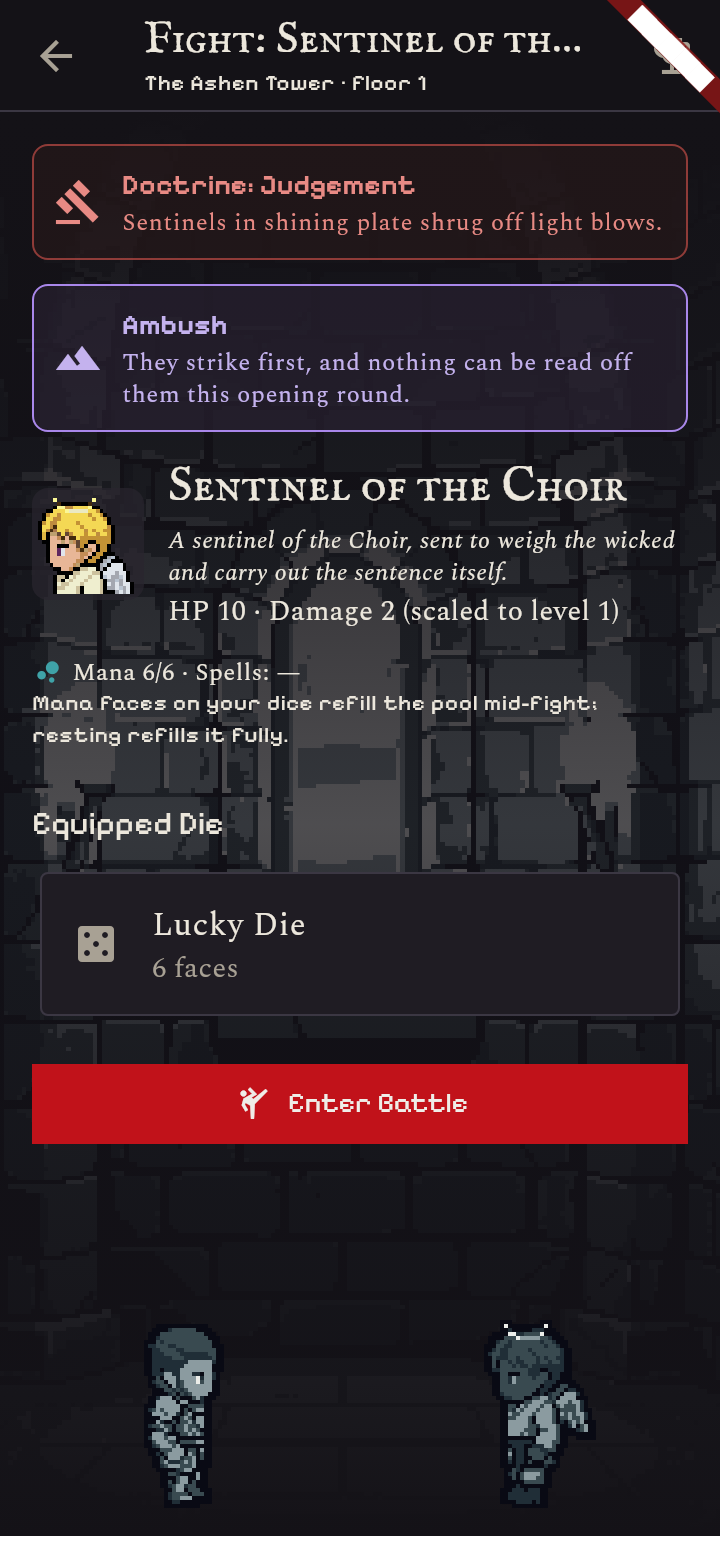 Fight: Sentinel of th...
The Ashen Tower · Floor 1
Doctrine: Judgement
Sentinels in shining plate shrug off light blows.
Ambush
They strike first, and nothing can be read off
them this opening round.
Sentinel of the Choir
A sentinel of the Choir, sent to weigh the wicked
and carry out the sentence itself.
HP 10 · Damage 2 (scaled to level 1)
Mana 6/6 · Spells: —
Mana faces on your dice refill the pool mid-fight;
resting refills it fully.
Equipped Die
Lucky Die
6 faces
Enter Battle